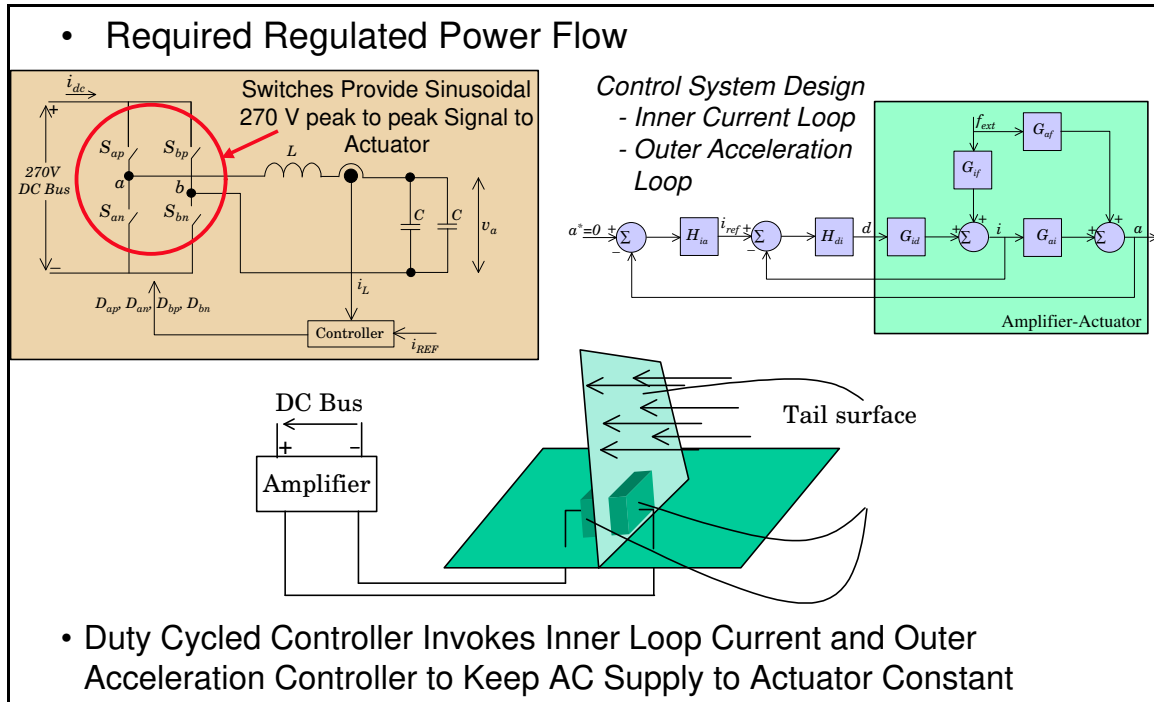 • Required Regulated Power Flow
i_dc
Switches Provide Sinusoidal
270 V peak to peak Signal to
Actuator
+
S_ap
S_bp
L
270V
DC Bus
a
b
S_an
S_bn
C
C
v_a
−
i_L
D_ap, D_an, D_bp, D_bn
Controller
i_REF
Control System Design
- Inner Current Loop
- Outer Acceleration
Loop
f_ext
G_af
G_if
+
+
a*=0
+
Σ
−
H_ia
i_ref
+
Σ
−
H_di
d
G_id
+
Σ
i
G_ai
+
Σ
a
Amplifier-Actuator
DC Bus
+
−
Amplifier
Tail surface
• Duty Cycled Controller Invokes Inner Loop Current and Outer
Acceleration Controller to Keep AC Supply to Actuator Constant